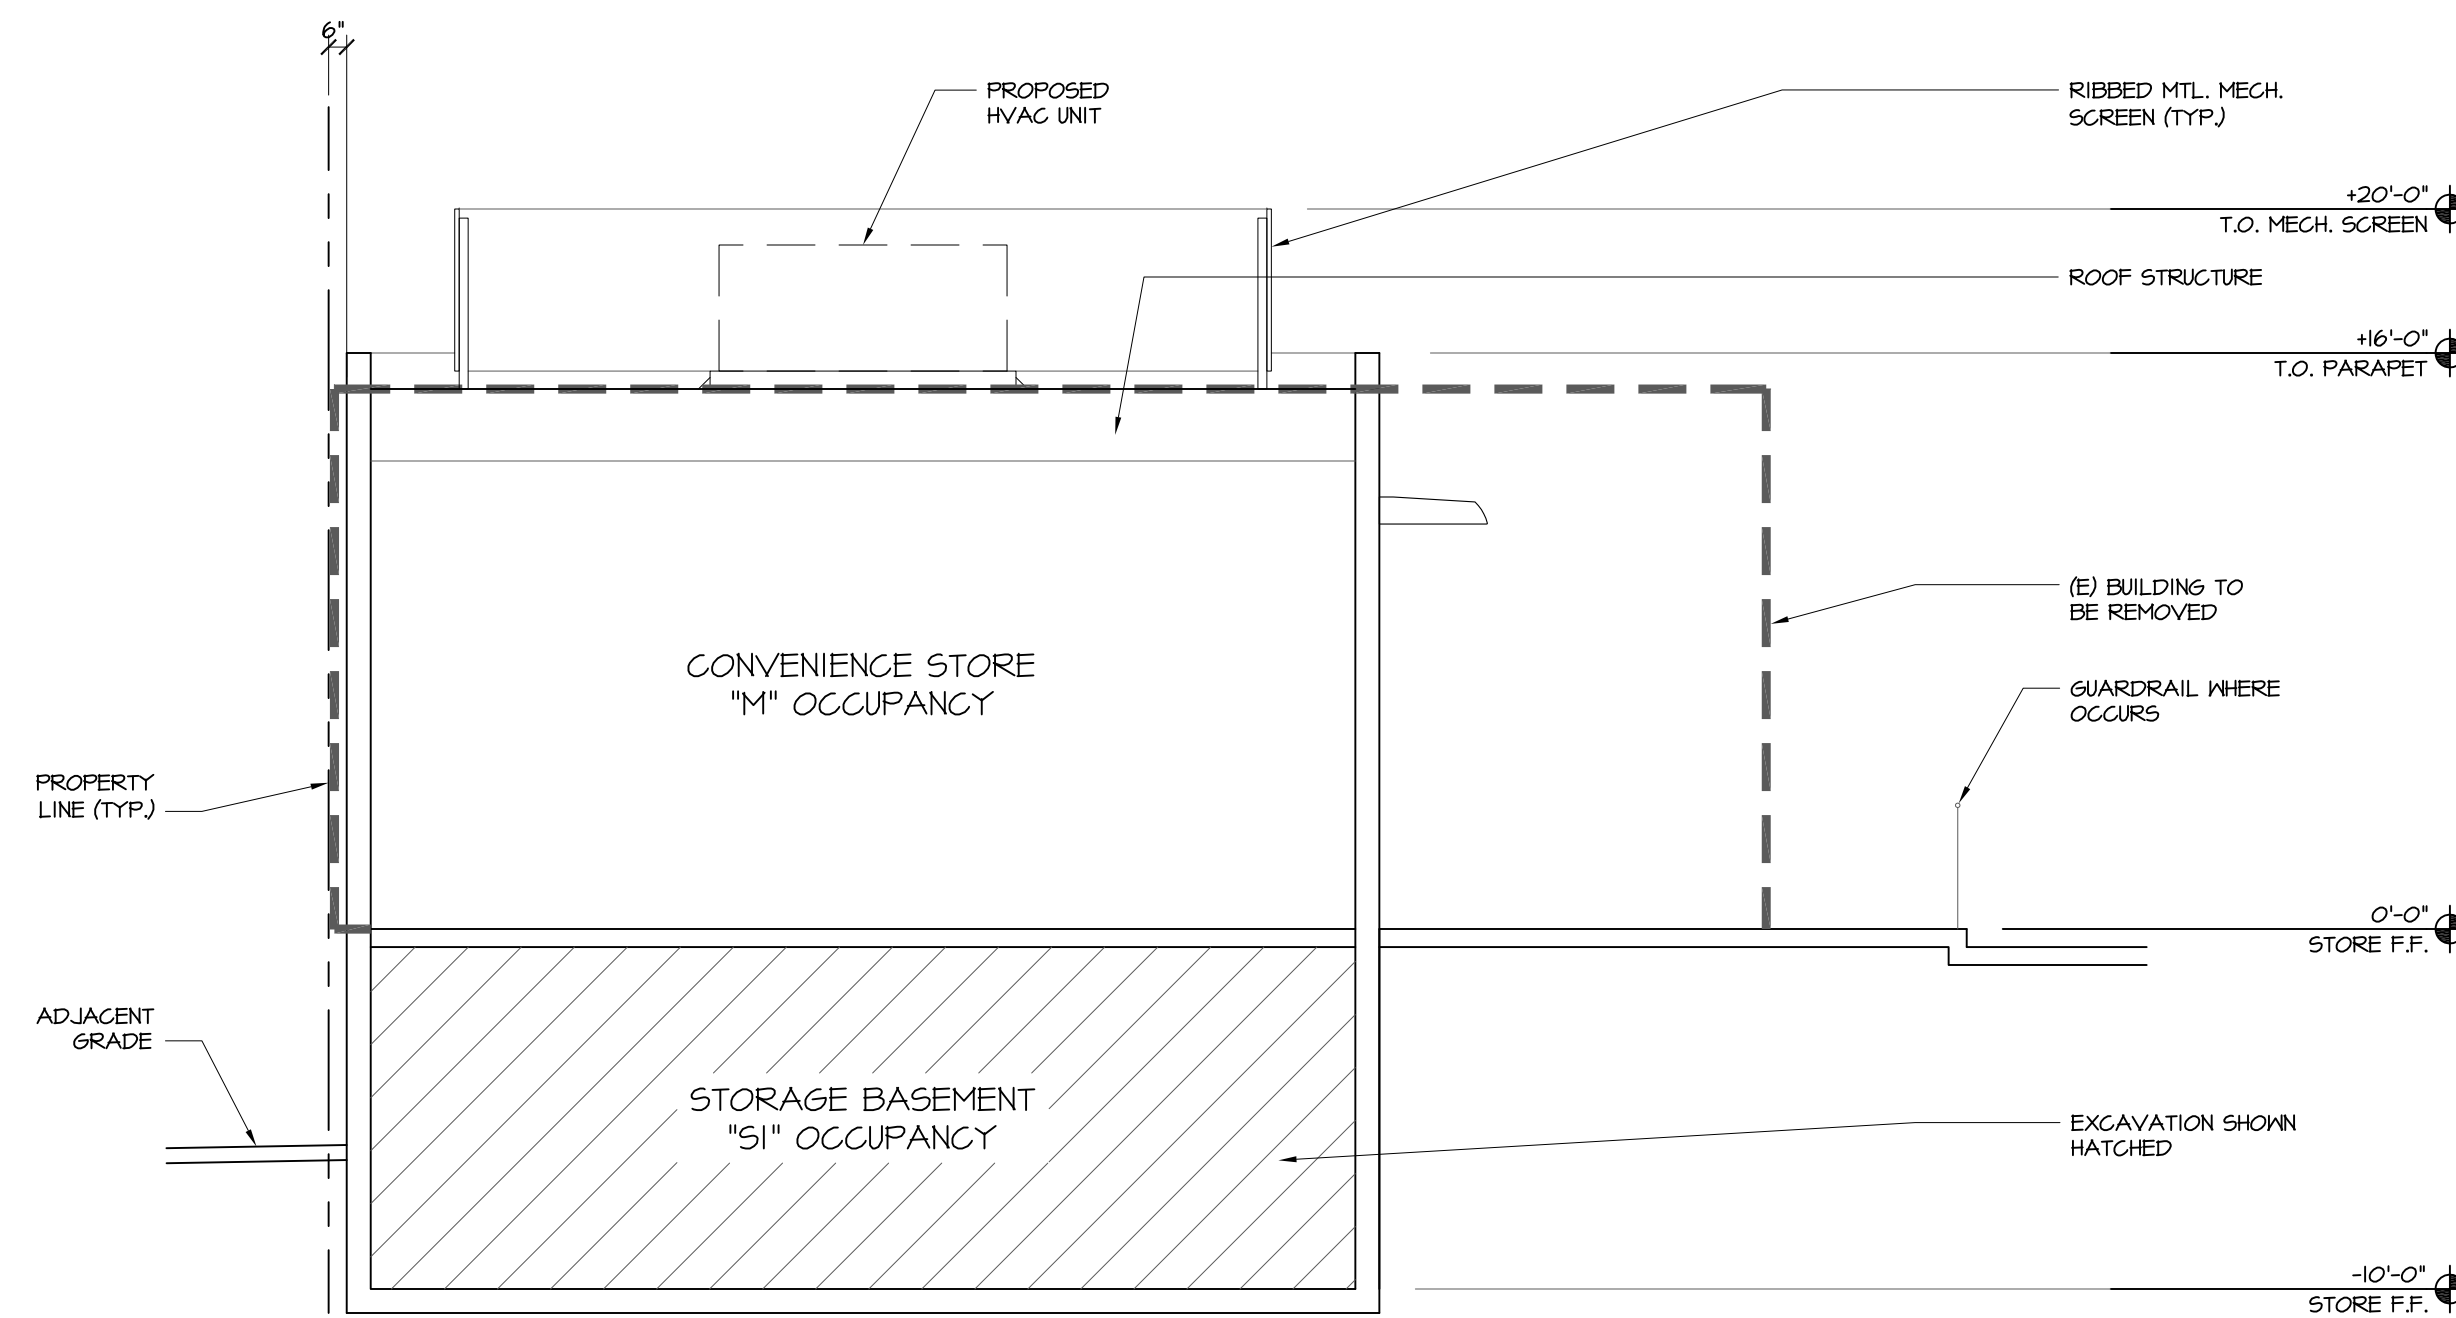 6"
PROPOSED
HVAC UNIT
RIBBED MTL. MECH.
SCREEN (TYP.)
+20'-0"
T.O. MECH. SCREEN
ROOF STRUCTURE
+16'-0"
T.O. PARAPET
(E) BUILDING TO
BE REMOVED
CONVENIENCE STORE
"M" OCCUPANCY
GUARDRAIL WHERE
OCCURS
PROPERTY
LINE (TYP.)
0'-0"
STORE F.F.
ADJACENT
GRADE
STORAGE BASEMENT
"S1" OCCUPANCY
EXCAVATION SHOWN
HATCHED
-10'-0"
STORE F.F.